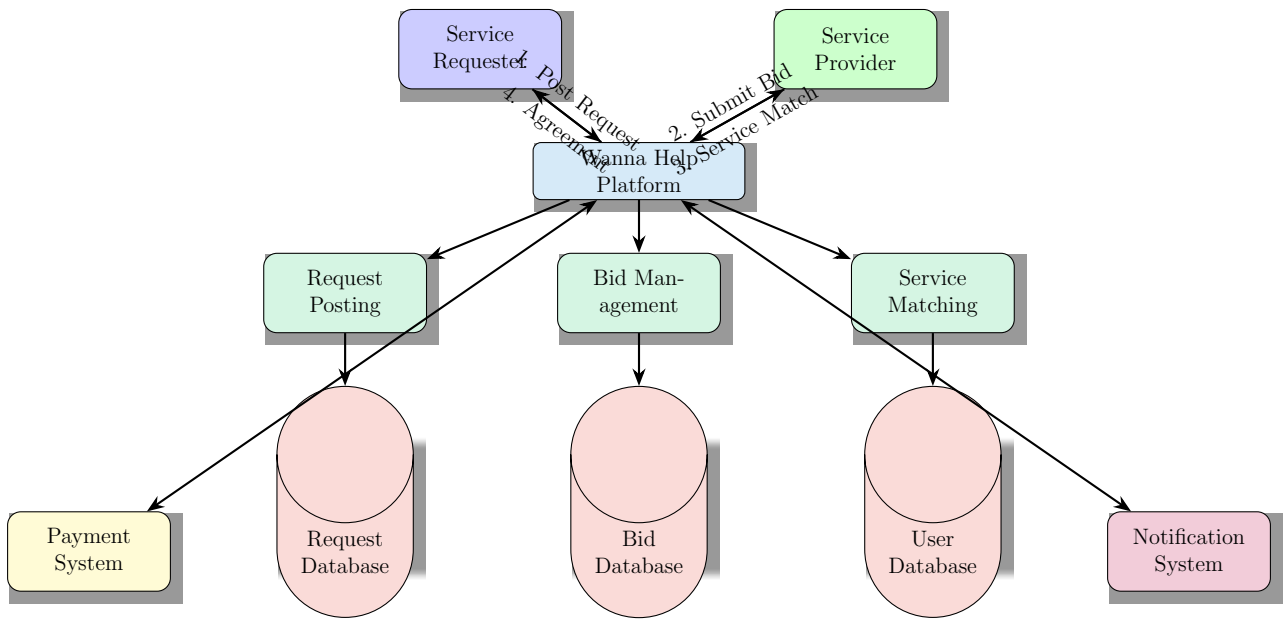 Service
Requester
Service
Provider
1. Post Request
4. Agreement
2. Submit Bid
3. Service Match
Wanna Help
Platform
Request
Posting
Bid Man-
agement
Service
Matching
Payment
System
Request
Database
Bid
Database
User
Database
Notification
System